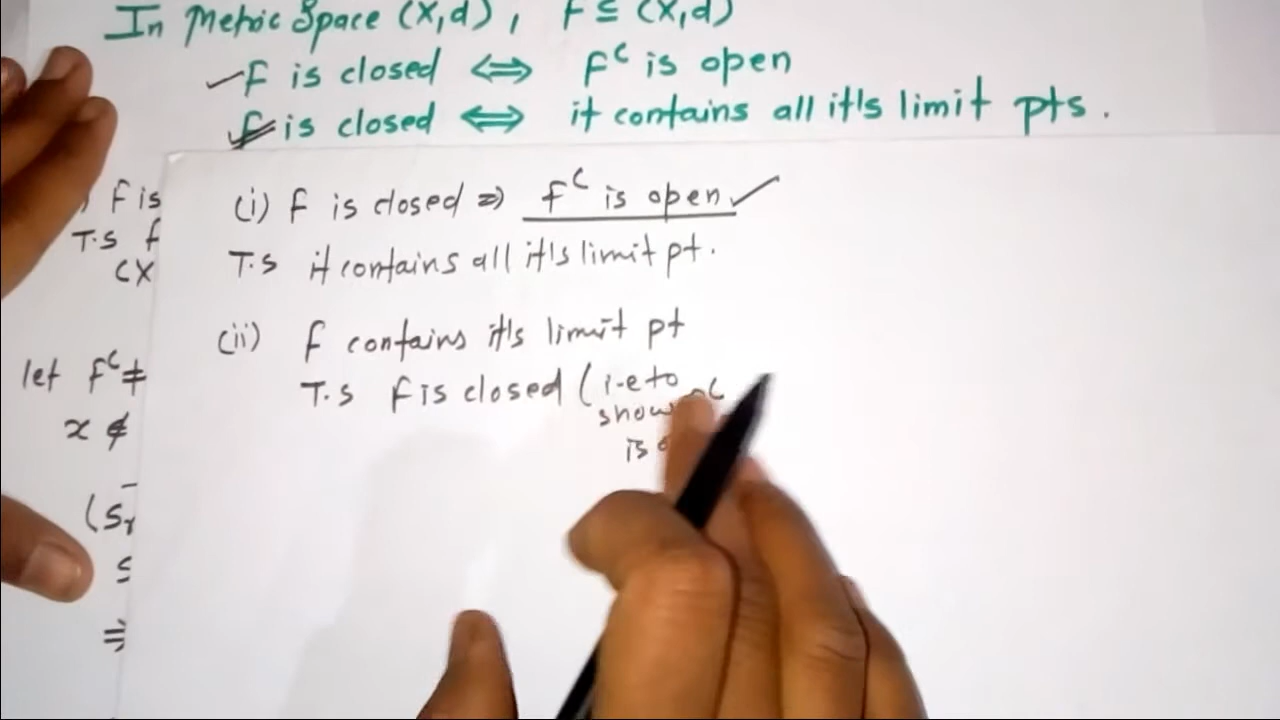 In Metric Space (X,d), F ⊆ (X,d)
F is closed ⇔ F^c is open
F is closed ⇔ it contains all it's limit pts.
F is
T.S f
(X
let F^c ≠
x ∉
(S_r
S
⇒
(i) F is closed ⇒ F^c is open
T.S it contains all it's limit pt.
(ii) F contains it's limit pt
T.S F is closed (i-e to
show
is